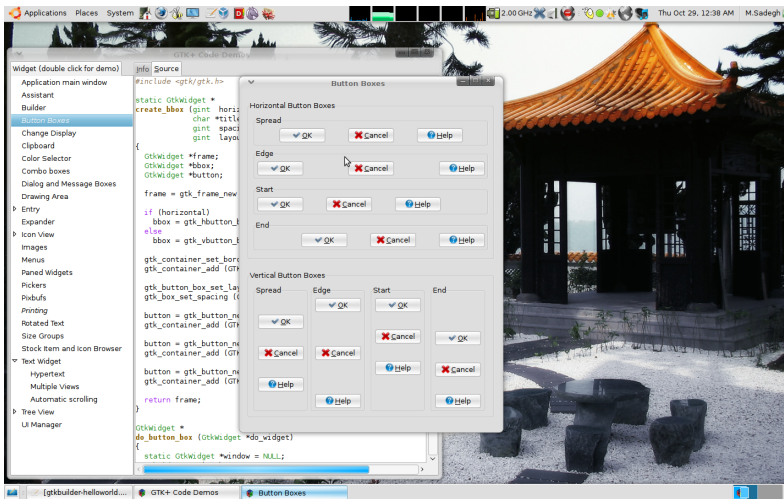 Applications Places System
2.00 GHz
Thu Oct 29, 12:38 AM
M.Sadegh
GTK+ Code Demos
Widget (double click for demo)
Info Source
Application main window
Assistant
Builder
Button Boxes
Change Display
Clipboard
Color Selector
Combo boxes
Dialog and Message Boxes
Drawing Area
Entry
Expander
Icon View
Images
Menus
Paned Widgets
Pickers
Pixbufs
Printing
Rotated Text
Size Groups
Stock Item and Icon Browser
Text Widget
Hypertext
Multiple Views
Automatic scrolling
Tree View
UI Manager
#include <gtk/gtk.h>
static GtkWidget *
create_bbox (gint horiz
char *titl
gint spaci
gint layou
{
GtkWidget *frame;
GtkWidget *bbox;
GtkWidget *button;
frame = gtk_frame_new
if (horizontal)
bbox = gtk_hbutton_b
else
bbox = gtk_vbutton_b
gtk_container_set_bord
gtk_container_add (GTK
gtk_button_box_set_lay
gtk_box_set_spacing (G
button = gtk_button_ne
gtk_container_add (GTK
button = gtk_button_ne
gtk_container_add (GTK
button = gtk_button_ne
gtk_container_add (GTK
return frame;
}
GtkWidget *
do_button_box (GtkWidget *do_widget)
{
static GtkWidget *window = NULL;
Button Boxes
Horizontal Button Boxes
Spread
OK Cancel Help
Edge
OK Cancel Help
Start
OK Cancel Help
End
OK Cancel Help
Vertical Button Boxes
Spread Edge Start End
OK OK
OK
Cancel OK
Cancel Cancel
Help Cancel
Help
Help Help
[gtkbuilder-helloworld....
GTK+ Code Demos
Button Boxes